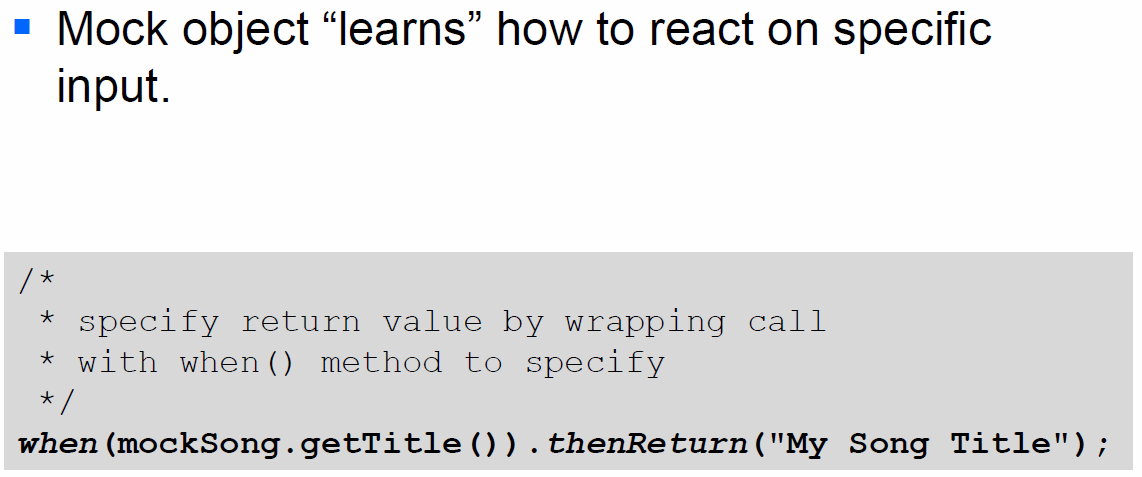 Mock object “learns” how to react on specific
input.
/*
 * specify return value by wrapping call
 * with when() method to specify
 */
when(mockSong.getTitle()).thenReturn("My Song Title");